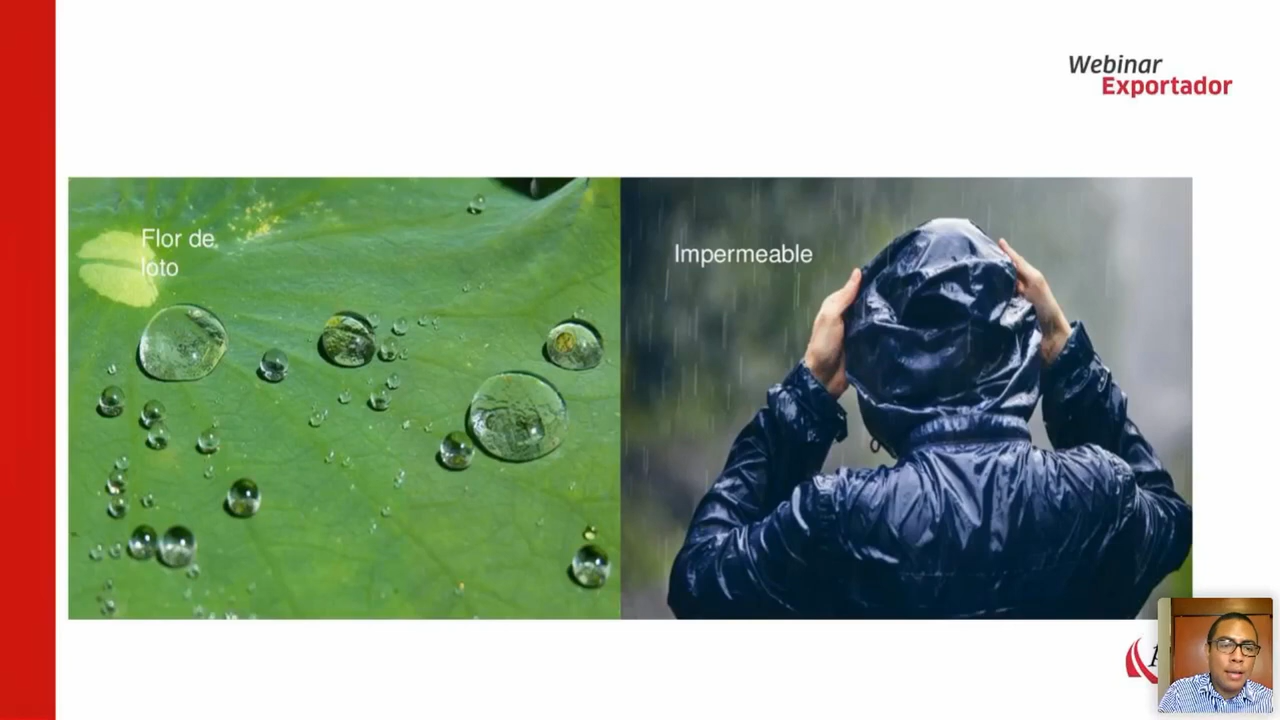 Webinar
Exportador
Flor de
loto
Impermeable